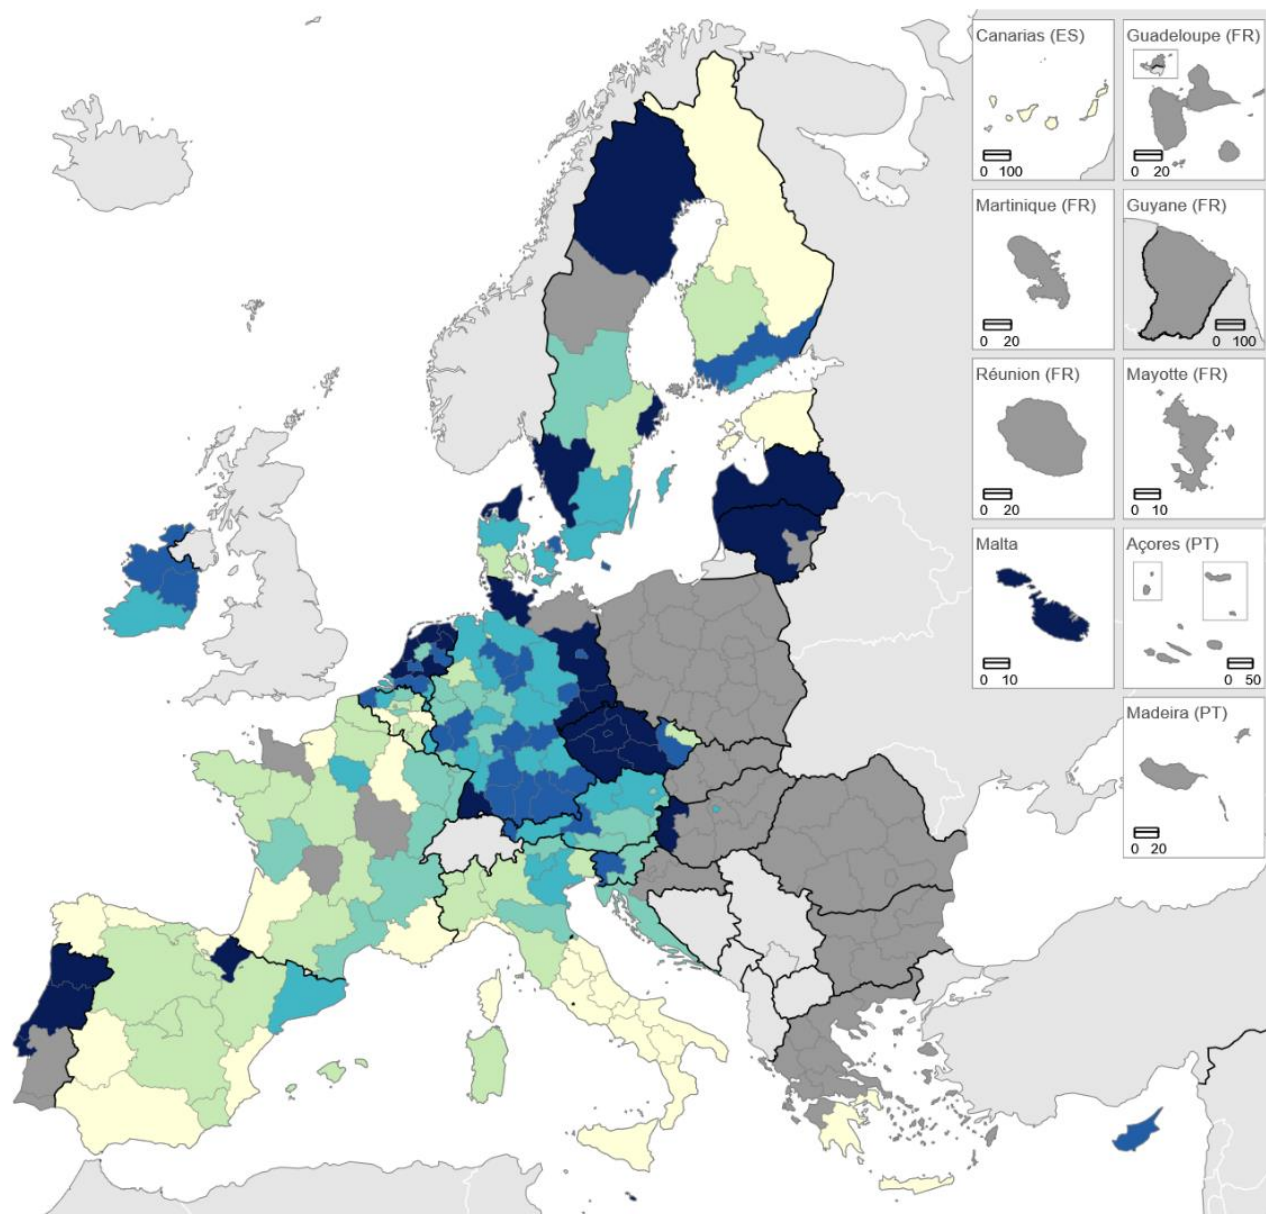 Canarias (ES)
0 100
Guadeloupe (FR)
0 20
Martinique (FR)
0 20
Guyane (FR)
0 100
Réunion (FR)
0 20
Mayotte (FR)
0 10
Malta
0 10
Açores (PT)
0 50
Madeira (PT)
0 20